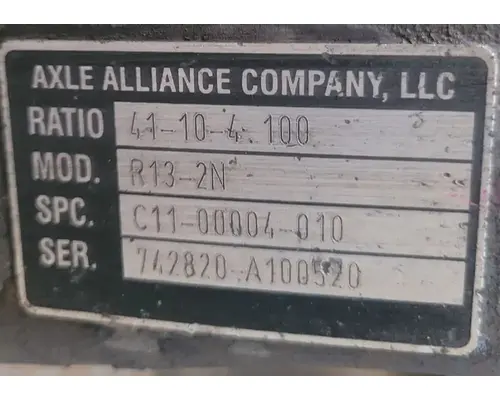 AXLE ALLIANCE COMPANY, LLC
RATIO 41-10-4.100
MOD. R13-2N
SPC. C11-00004-010
SER. 742820 A100520